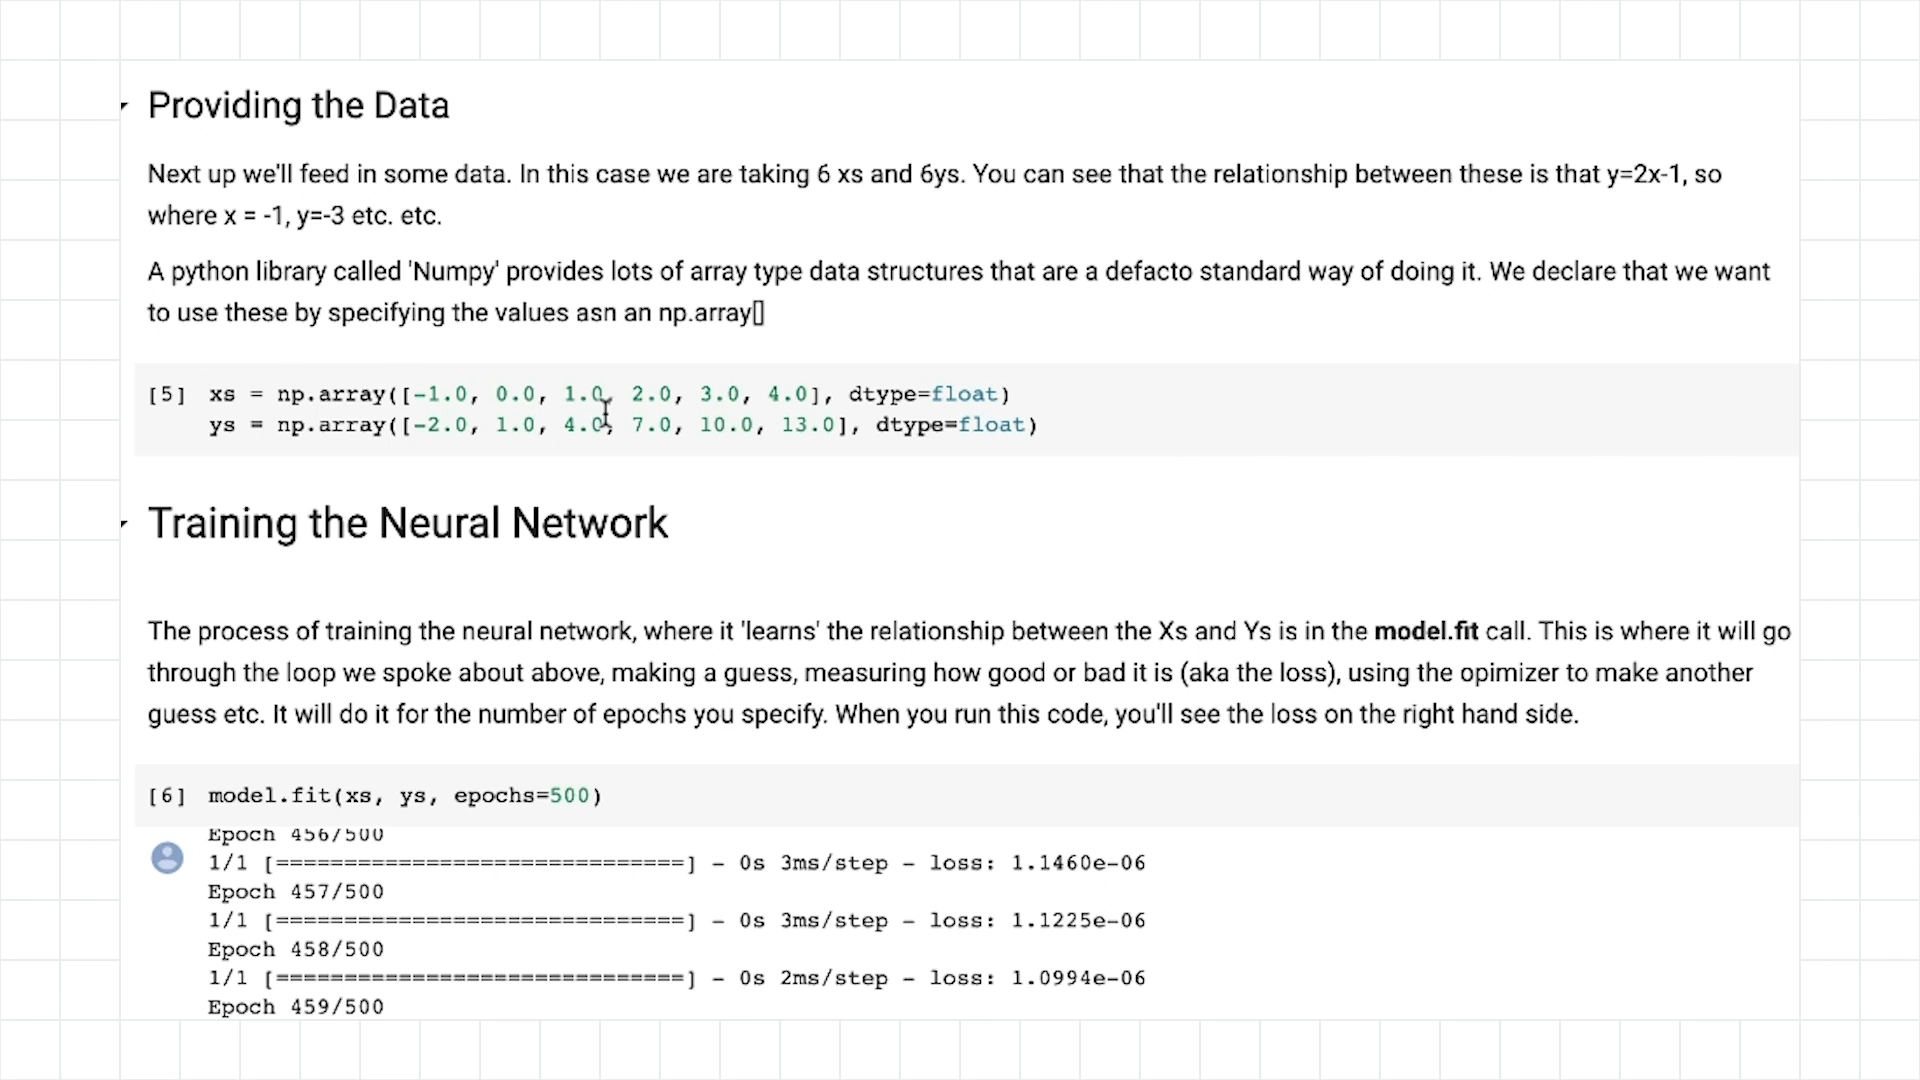 Providing the Data
Next up we'll feed in some data. In this case we are taking 6 xs and 6ys. You can see that the relationship between these is that y=2x-1, so
where x = -1, y=-3 etc. etc.
A python library called 'Numpy' provides lots of array type data structures that are a defacto standard way of doing it. We declare that we want
to use these by specifying the values asn an np.array[]
[5] xs = np.array([-1.0, 0.0, 1.0, 2.0, 3.0, 4.0], dtype=float)
ys = np.array([-2.0, 1.0, 4.0, 7.0, 10.0, 13.0], dtype=float)
Training the Neural Network
The process of training the neural network, where it 'learns' the relationship between the Xs and Ys is in the model.fit call. This is where it will go
through the loop we spoke about above, making a guess, measuring how good or bad it is (aka the loss), using the opimizer to make another
guess etc. It will do it for the number of epochs you specify. When you run this code, you'll see the loss on the right hand side.
[6] model.fit(xs, ys, epochs=500)
Epoch 456/500
1/1 [==============================] - 0s 3ms/step - loss: 1.1460e-06
Epoch 457/500
1/1 [==============================] - 0s 3ms/step - loss: 1.1225e-06
Epoch 458/500
1/1 [==============================] - 0s 2ms/step - loss: 1.0994e-06
Epoch 459/500